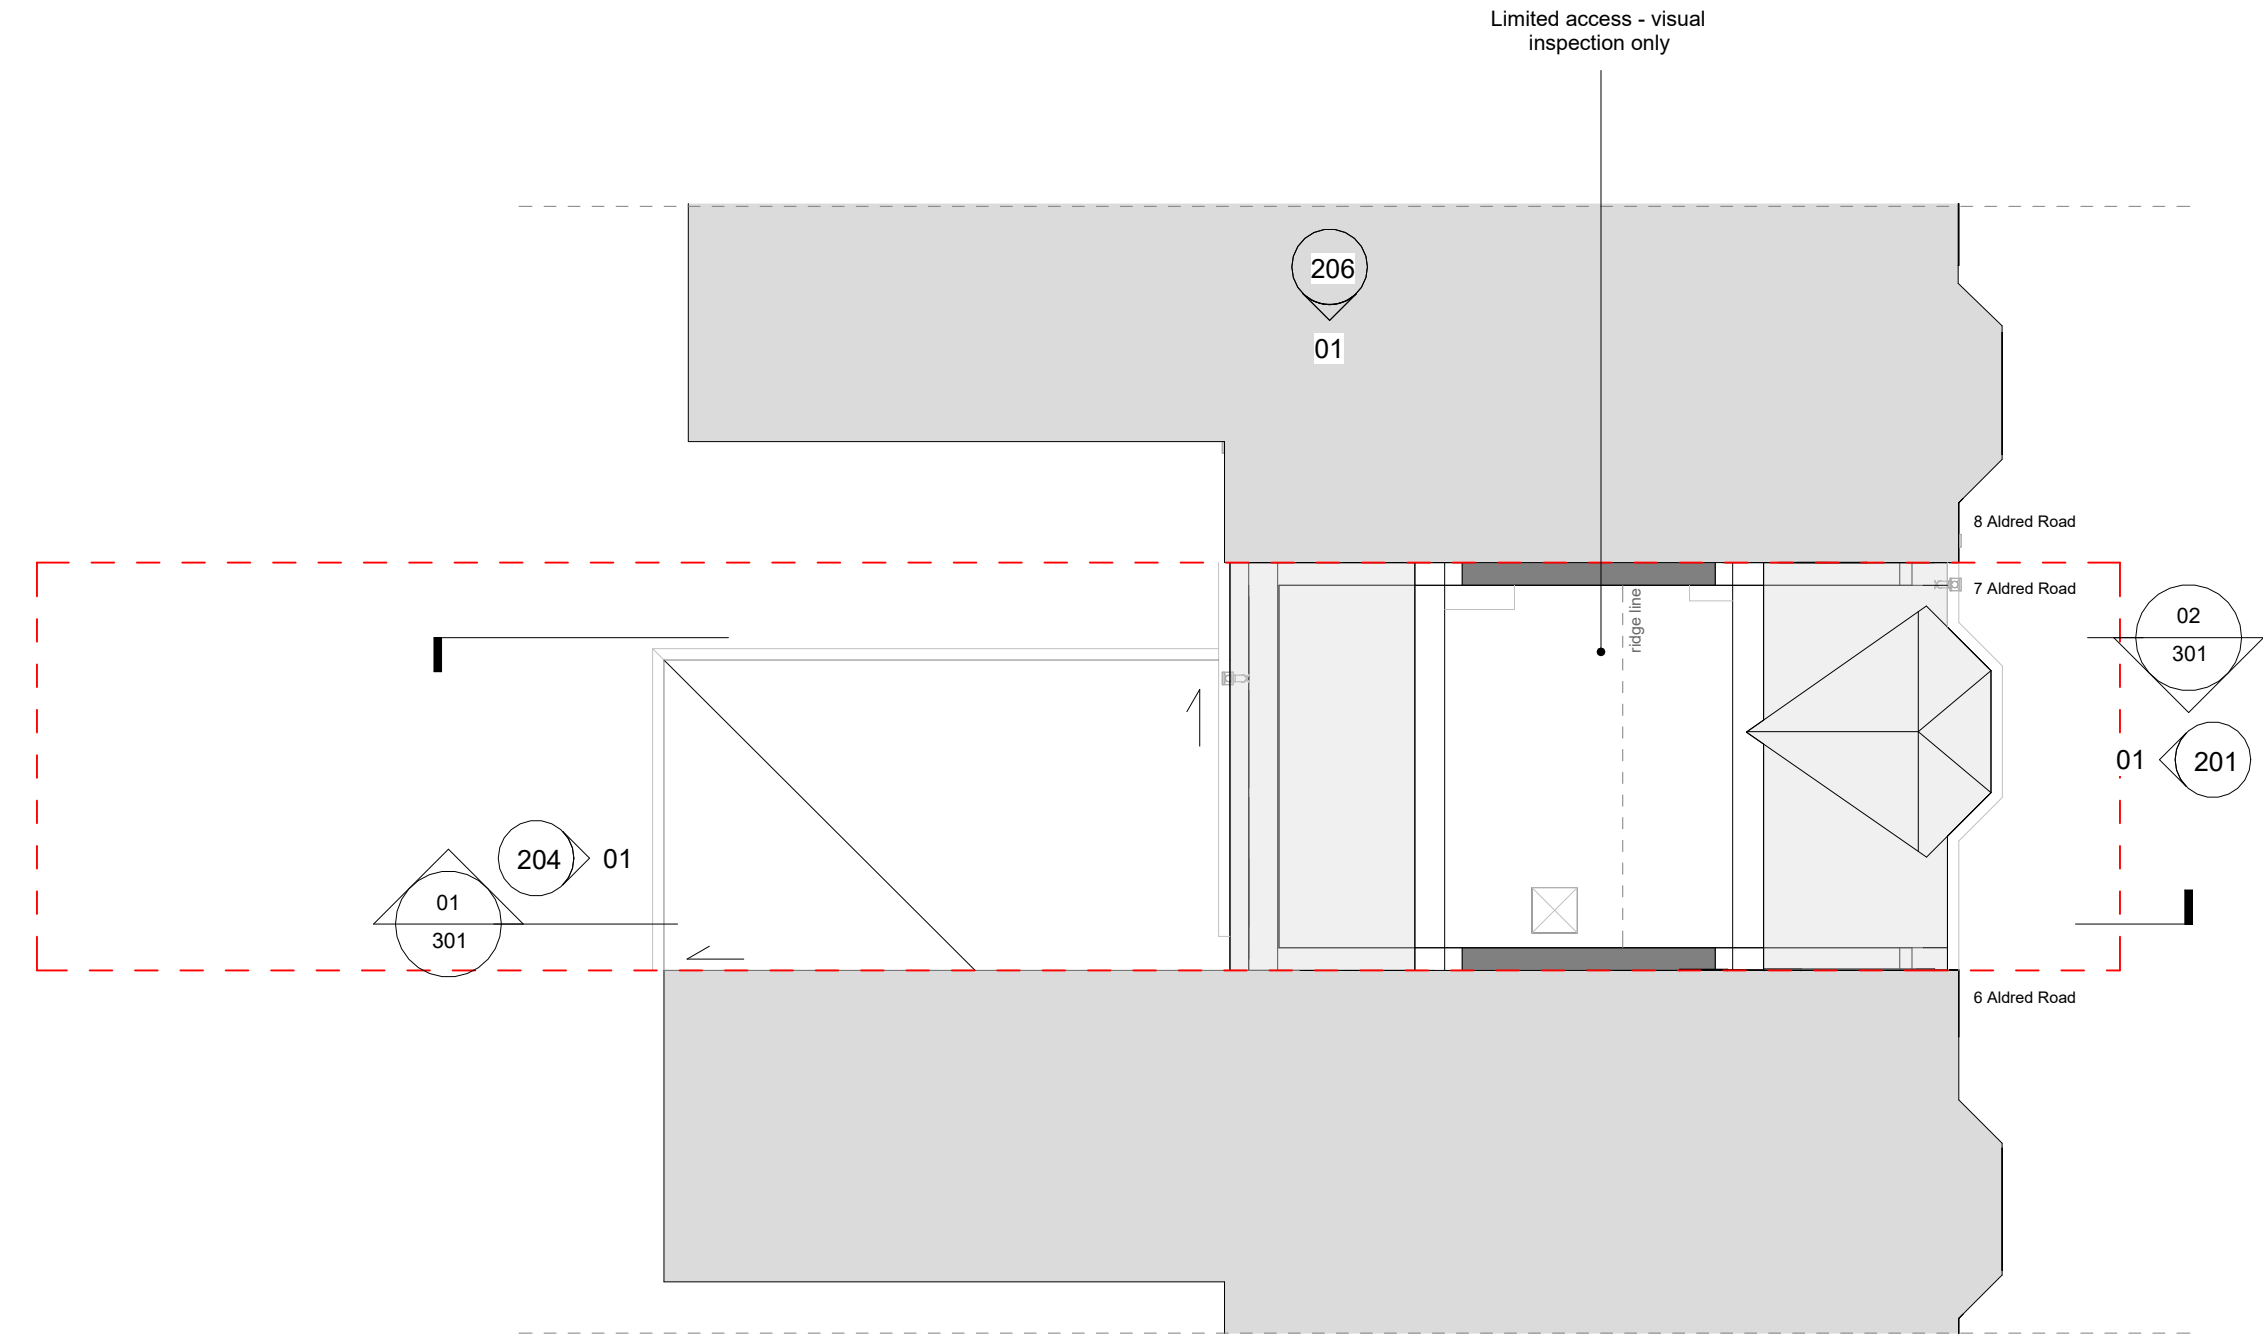 Limited access - visual
inspection only
206
01
8 Aldred Road
7 Aldred Road
ridge line
02
301
01
201
204
01
01
301
6 Aldred Road